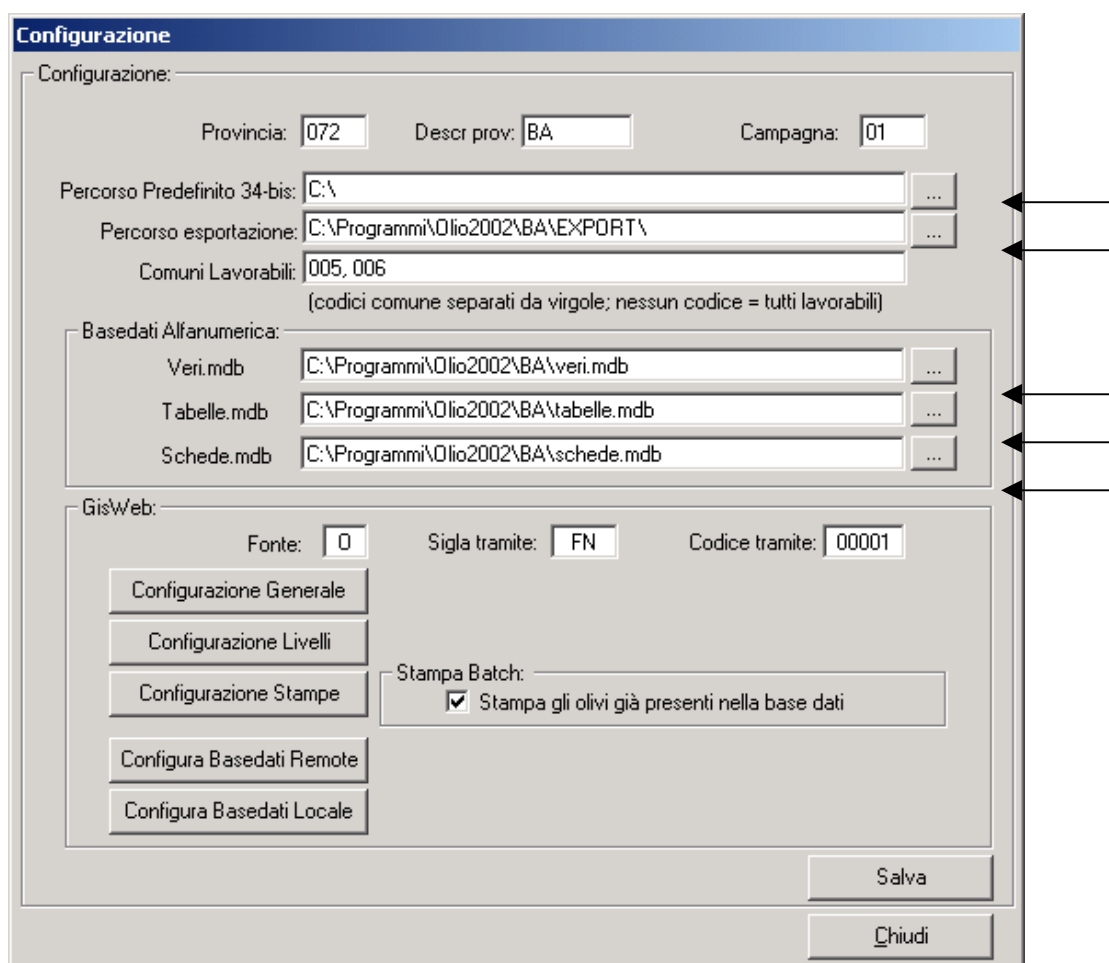 Configurazione
Configurazione:
Provincia: 072 Descr prov: BA Campagna: 01
Percorso Predefinito 34-bis: C:\ ...
Percorso esportazione: C:\Programmi\Olio2002\BA\EXPORT\ ...
Comuni Lavorabili: 005, 006
(codici comune separati da virgole; nessun codice = tutti lavorabili)
Basedati Alfanumerica:
Veri.mdb C:\Programmi\Olio2002\BA\veri.mdb ...
Tabelle.mdb C:\Programmi\Olio2002\BA\tabelle.mdb ...
Schede.mdb C:\Programmi\Olio2002\BA\schede.mdb ...
GisWeb:
Fonte: O Sigla tramite: FN Codice tramite: 00001
Configurazione Generale
Configurazione Livelli
Stampa Batch:
Configurazione Stampe Stampa gli olivi già presenti nella base dati
Configura Basedati Remote
Configura Basedati Locale
Salva
Chiudi